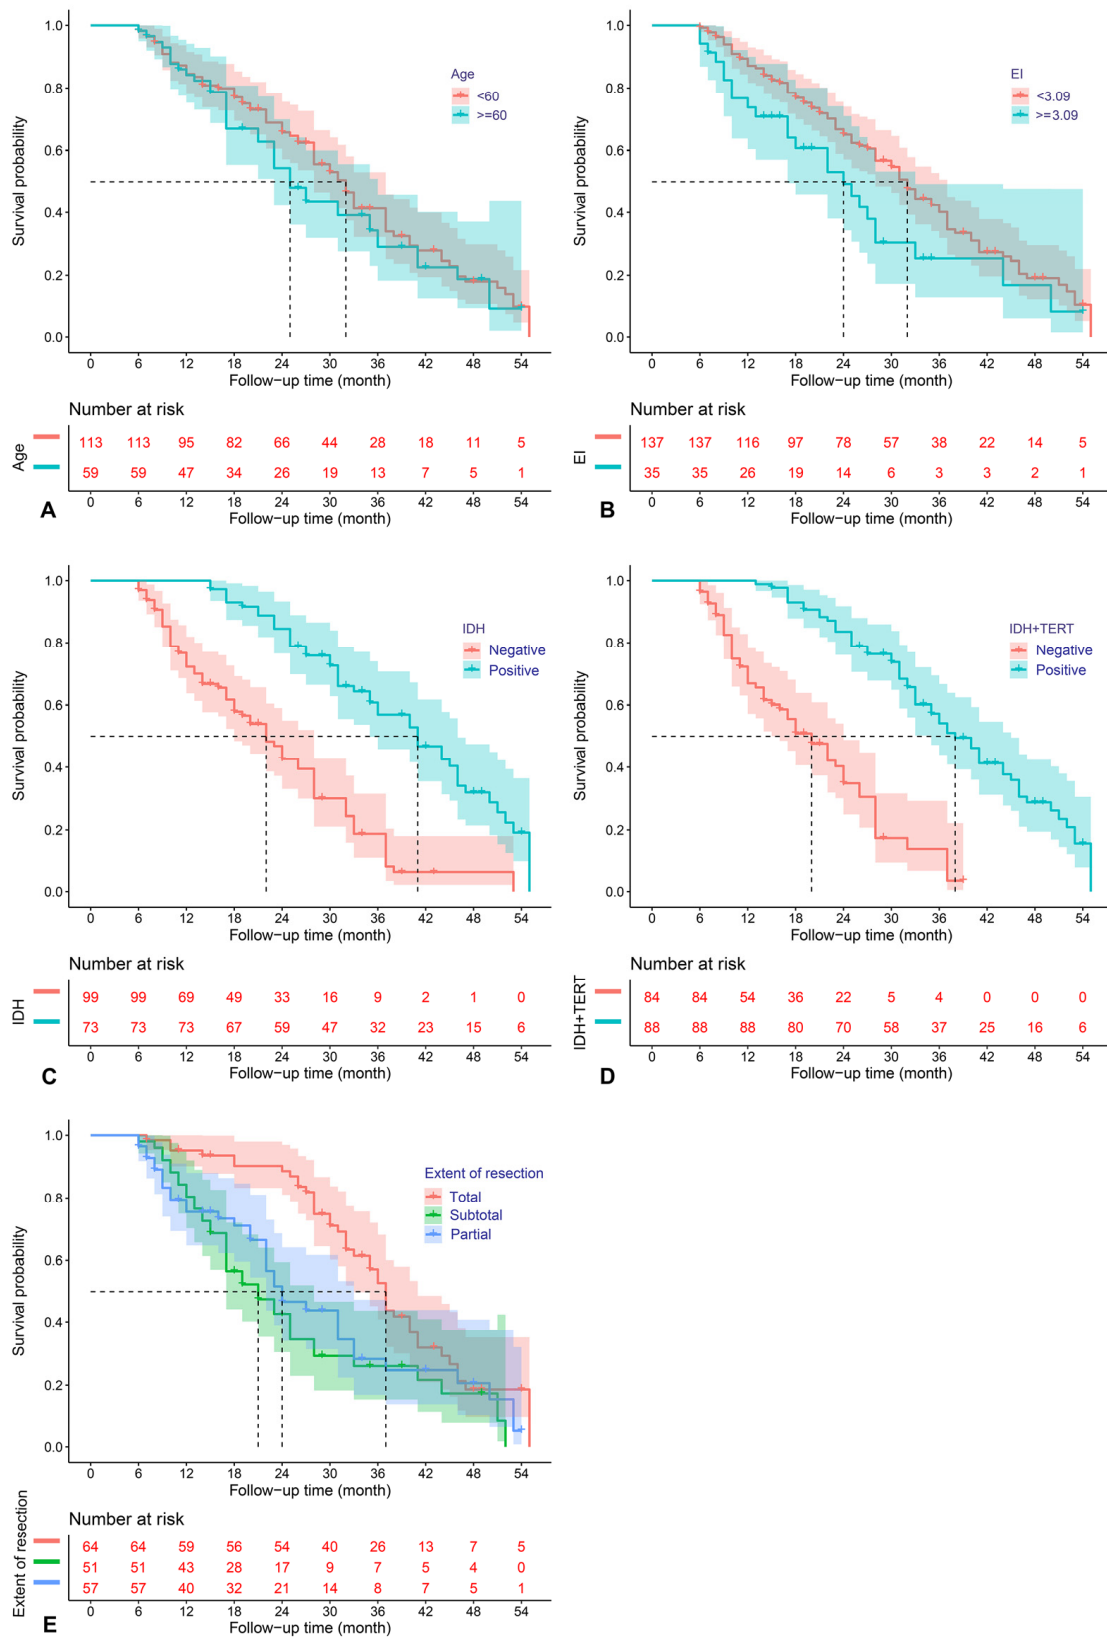 1.0
0.8
0.6
0.4
0.2
0.0
Survival probability
Age
<60
>=60
0 6 12 18 24 30 36 42 48 54
Follow−up time (month)
Number at risk
Age
113 113 95 82 66 44 28 18 11 5
59 59 47 34 26 19 13 7 5 1
0 6 12 18 24 30 36 42 48 54
Follow−up time (month)
A
1.0
0.8
0.6
0.4
0.2
0.0
Survival probability
EI
<3.09
>=3.09
0 6 12 18 24 30 36 42 48 54
Follow−up time (month)
Number at risk
EI
137 137 116 97 78 57 38 22 14 5
35 35 26 19 14 6 3 3 2 1
0 6 12 18 24 30 36 42 48 54
Follow−up time (month)
B
1.0
0.8
0.6
0.4
0.2
0.0
Survival probability
IDH
Negative
Positive
0 6 12 18 24 30 36 42 48 54
Follow−up time (month)
Number at risk
IDH
99 99 69 49 33 16 9 2 1 0
73 73 73 67 59 47 32 23 15 6
0 6 12 18 24 30 36 42 48 54
Follow−up time (month)
C
1.0
0.8
0.6
0.4
0.2
0.0
Survival probability
IDH+TERT
Negative
Positive
0 6 12 18 24 30 36 42 48 54
Follow−up time (month)
Number at risk
IDH+TERT
84 84 54 36 22 5 4 0 0 0
88 88 88 80 70 58 37 25 16 6
0 6 12 18 24 30 36 42 48 54
Follow−up time (month)
D
1.0
0.8
0.6
0.4
0.2
0.0
Survival probability
Extent of resection
Total
Subtotal
Partial
0 6 12 18 24 30 36 42 48 54
Follow−up time (month)
Number at risk
Extent of resection
64 64 59 56 54 40 26 13 7 5
51 51 43 28 17 9 7 5 4 0
57 57 40 32 21 14 8 7 5 1
0 6 12 18 24 30 36 42 48 54
Follow−up time (month)
E